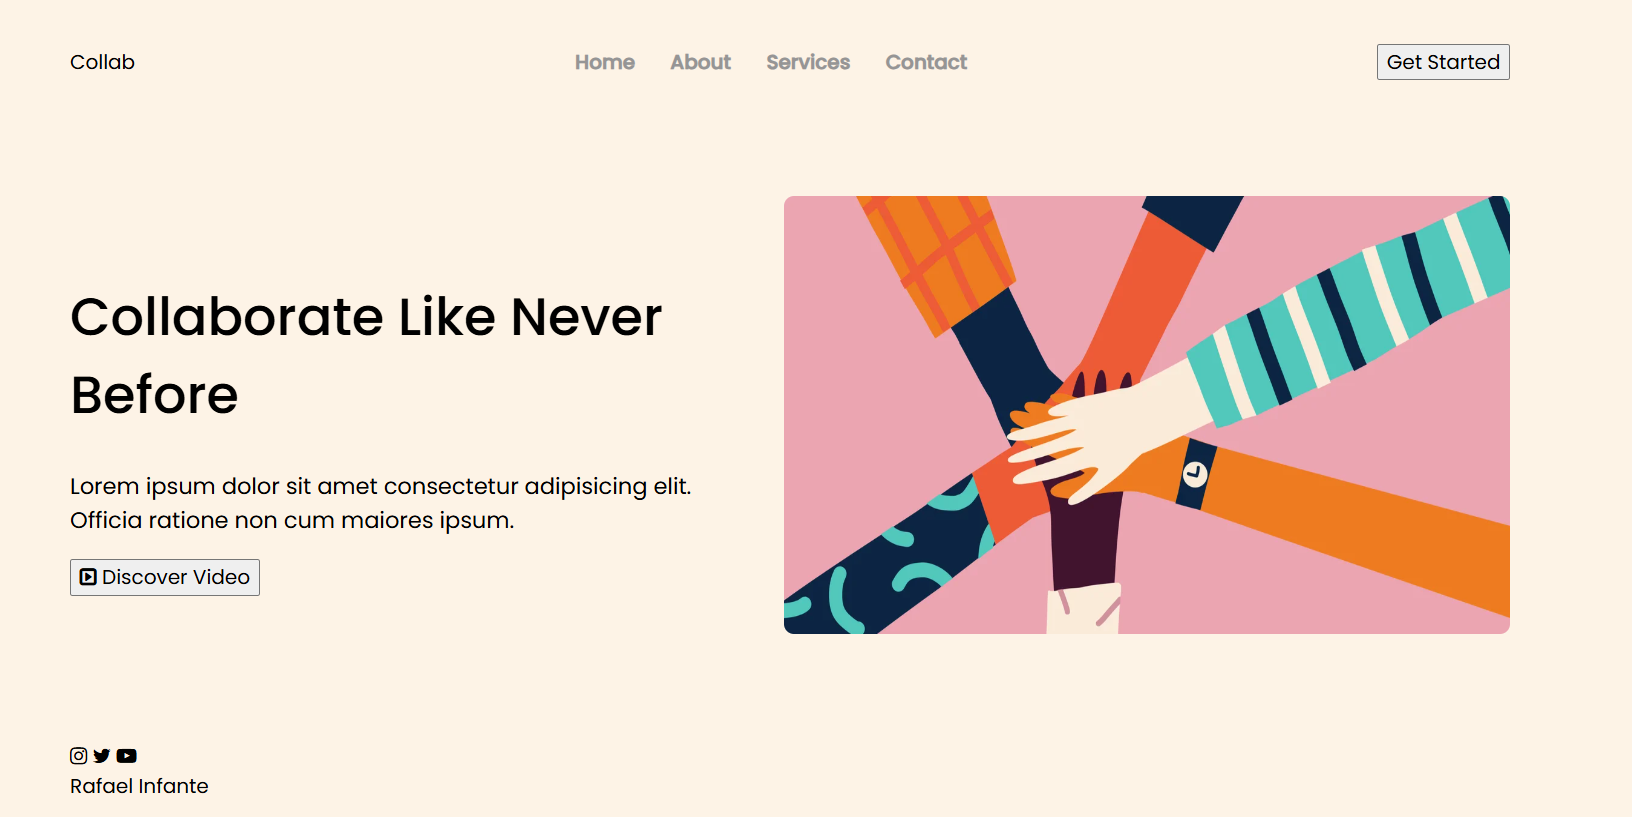 Collab
Home About Services Contact
Get Started
Collaborate Like Never
Before
Lorem ipsum dolor sit amet consectetur adipisicing elit.
Officia ratione non cum maiores ipsum.
Discover Video
Rafael Infante